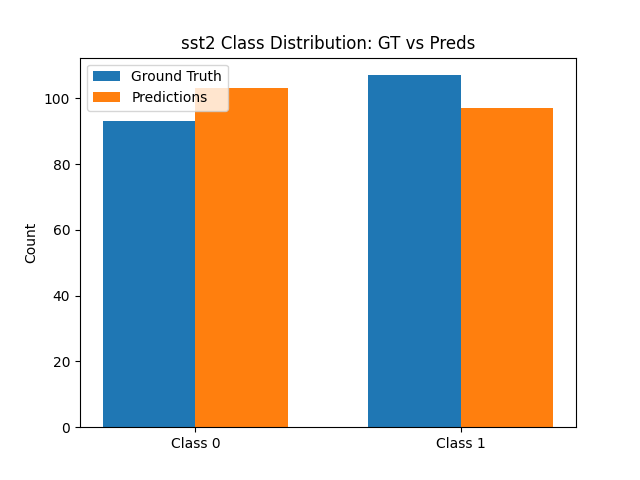 sst2 Class Distribution: GT vs Preds
Ground Truth
Predictions
100
80
60
40
20
0
Count
Class 0 Class 1